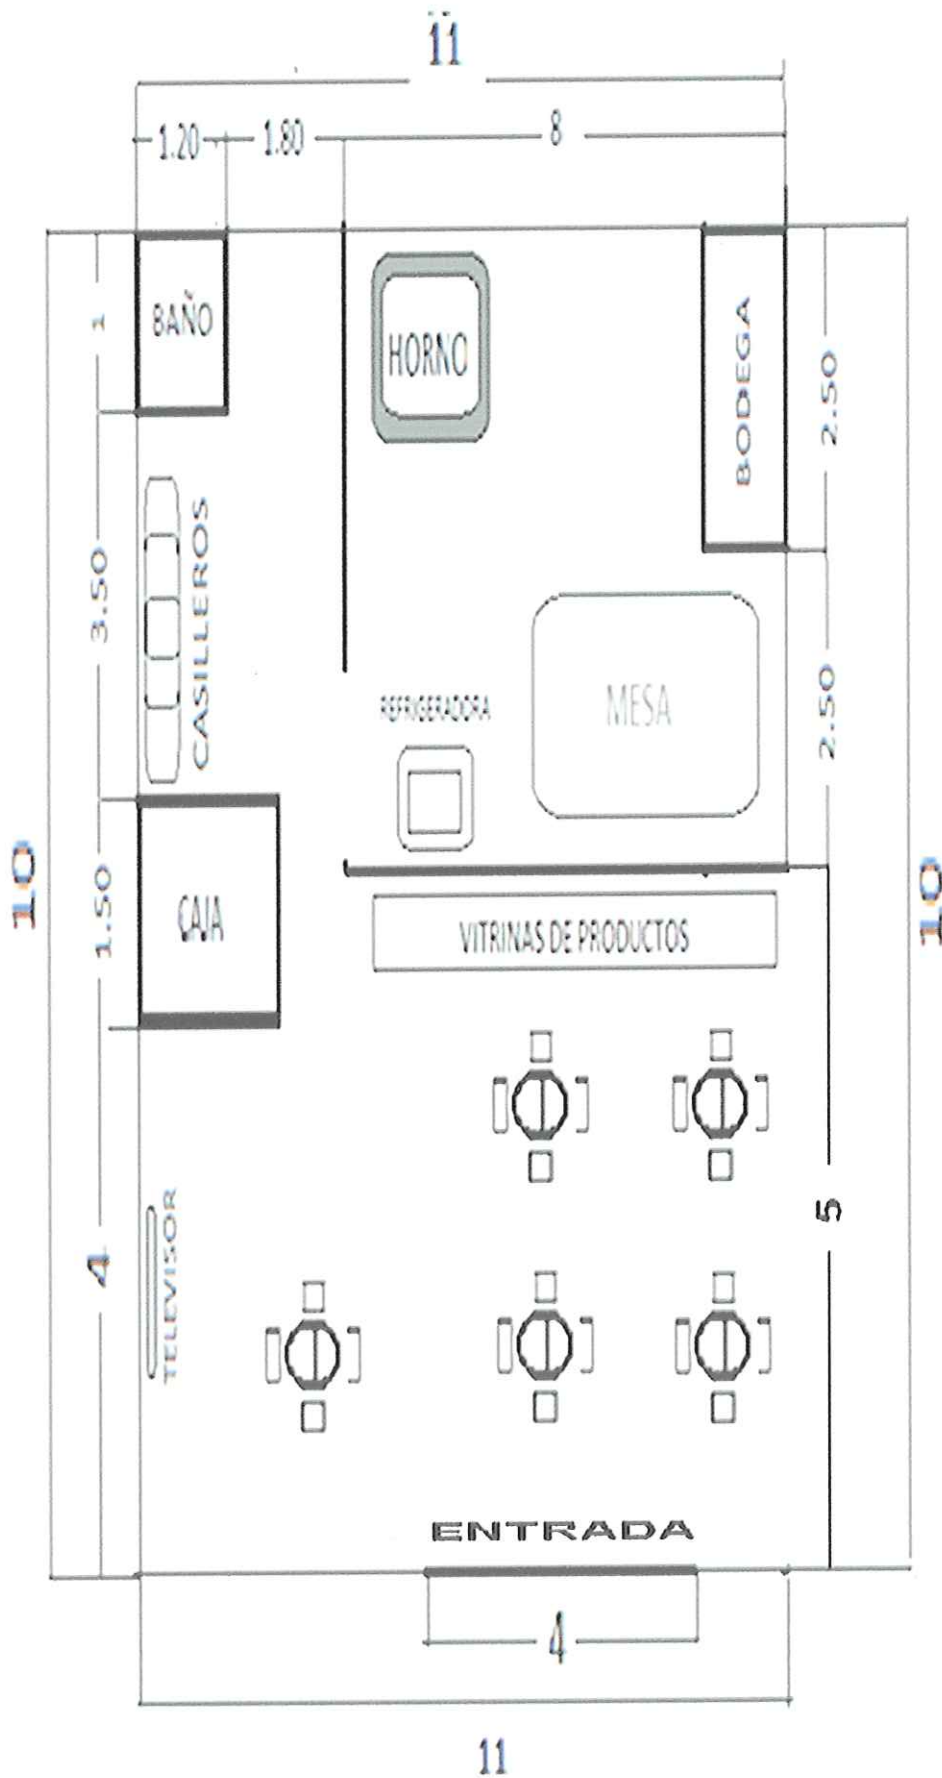 11
1.20
1.80
8
BAÑO
HORNO
BODEGA
1
3.50
1.50
4
10
CASILLEROS
REFRIGERADORA
MESA
2.50
2.50
5
10
CAJA
VITRINAS DE PRODUCTOS
TELEVISOR
ENTRADA
4
11